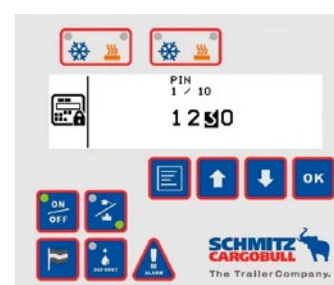 PIN
1 / 10
1230
OK
ON
OFF
DEFROST
ALARM
SCHMITZ
CARGOBULL
The TrailerCompany.